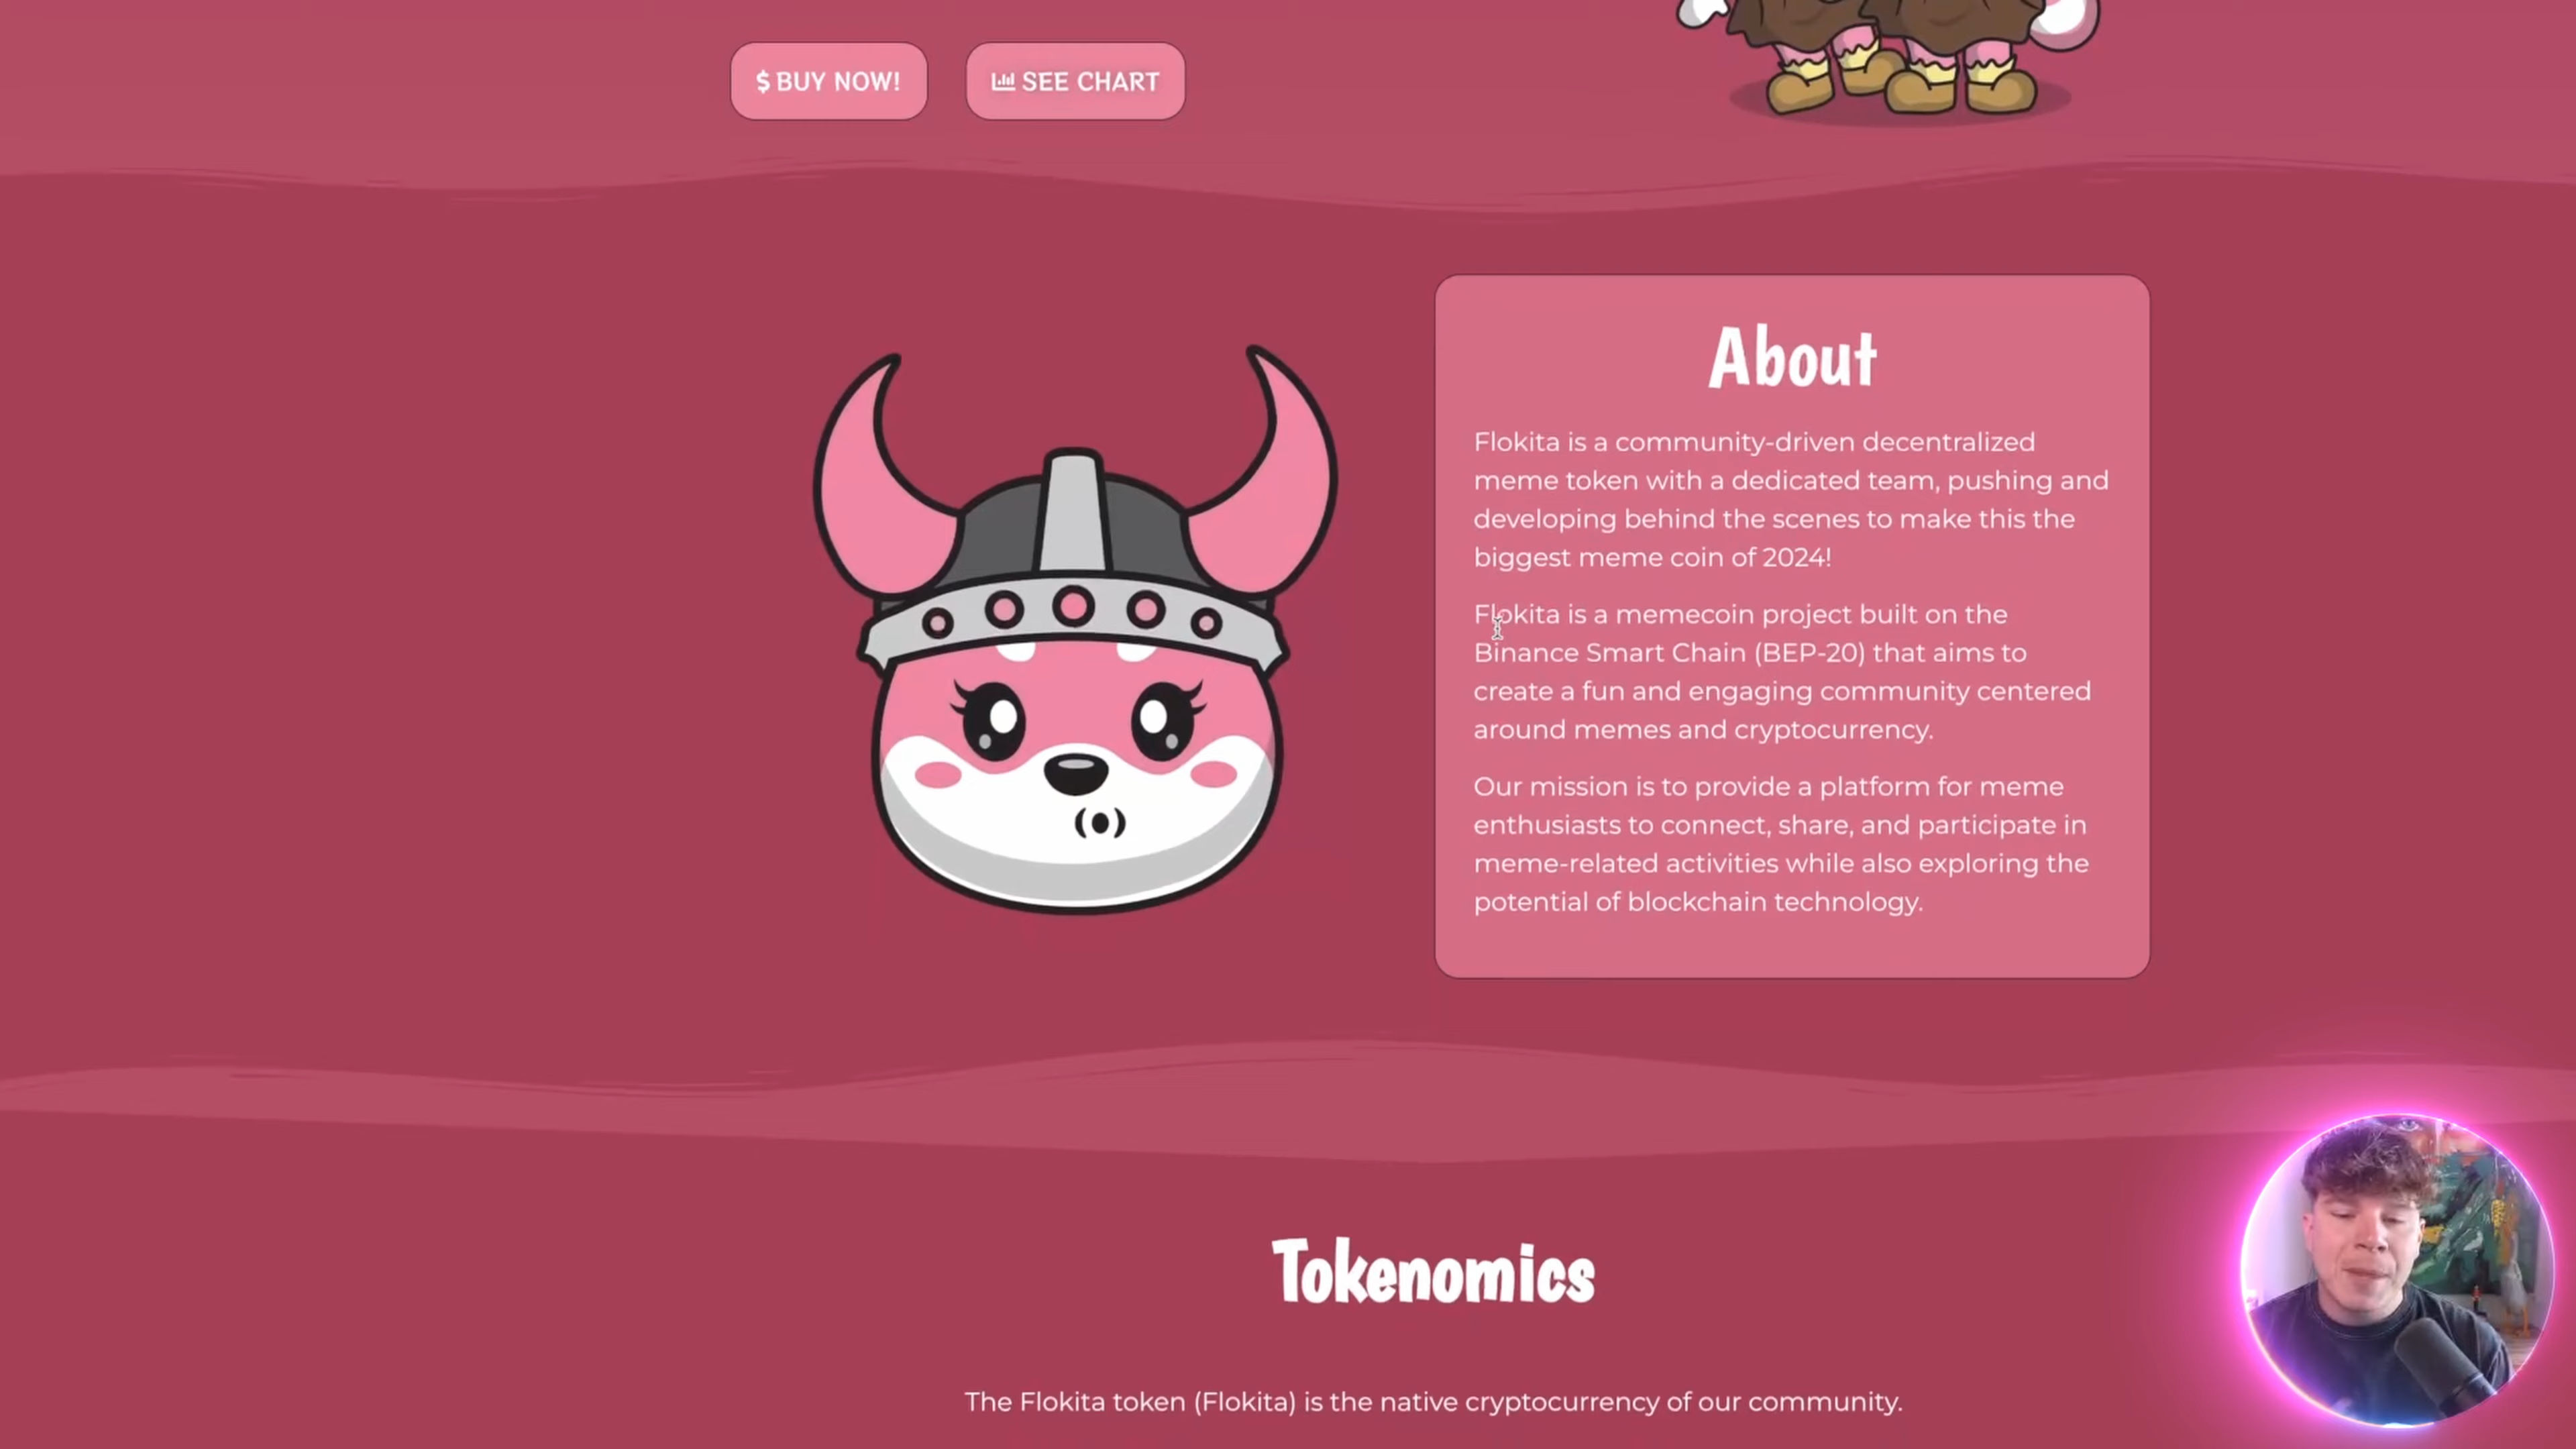 $ BUY NOW!
SEE CHART
About
Flokita is a community-driven decentralized
meme token with a dedicated team, pushing and
developing behind the scenes to make this the
biggest meme coin of 2024!
Flokita is a memecoin project built on the
Binance Smart Chain (BEP-20) that aims to
create a fun and engaging community centered
around memes and cryptocurrency.
Our mission is to provide a platform for meme
enthusiasts to connect, share, and participate in
meme-related activities while also exploring the
potential of blockchain technology.
Tokenomics
The Flokita token (Flokita) is the native cryptocurrency of our community.